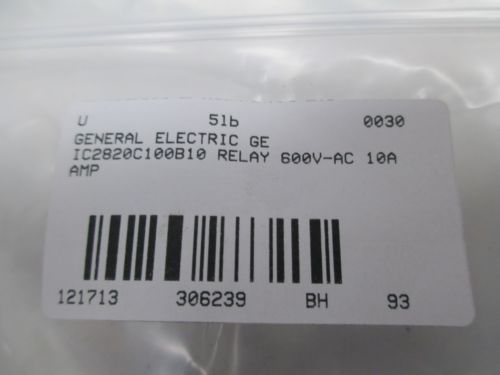 U 51b 0030
GENERAL ELECTRIC GE
IC2820C100B10 RELAY 600V-AC 10A
AMP
121713 306239 BH 93